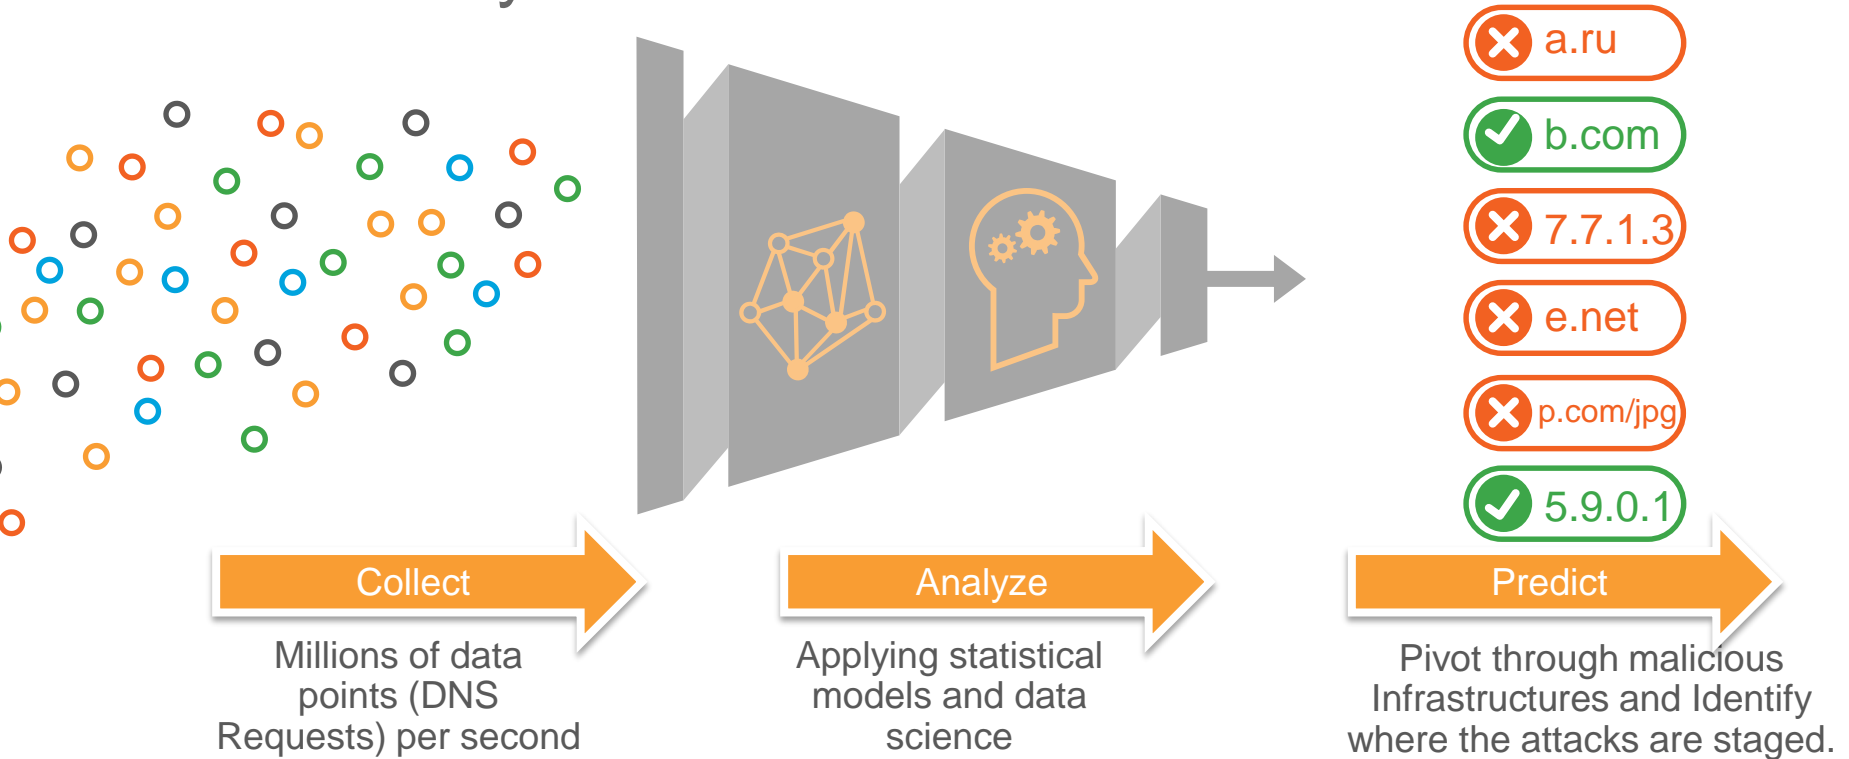 a.ru
b.com
7.7.1.3
e.net
p.com/jpg
5.9.0.1
Collect
Millions of data
points (DNS
Requests) per second
Analyze
Applying statistical
models and data
science
Predict
Pivot through malicious
Infrastructures and Identify
where the attacks are staged.